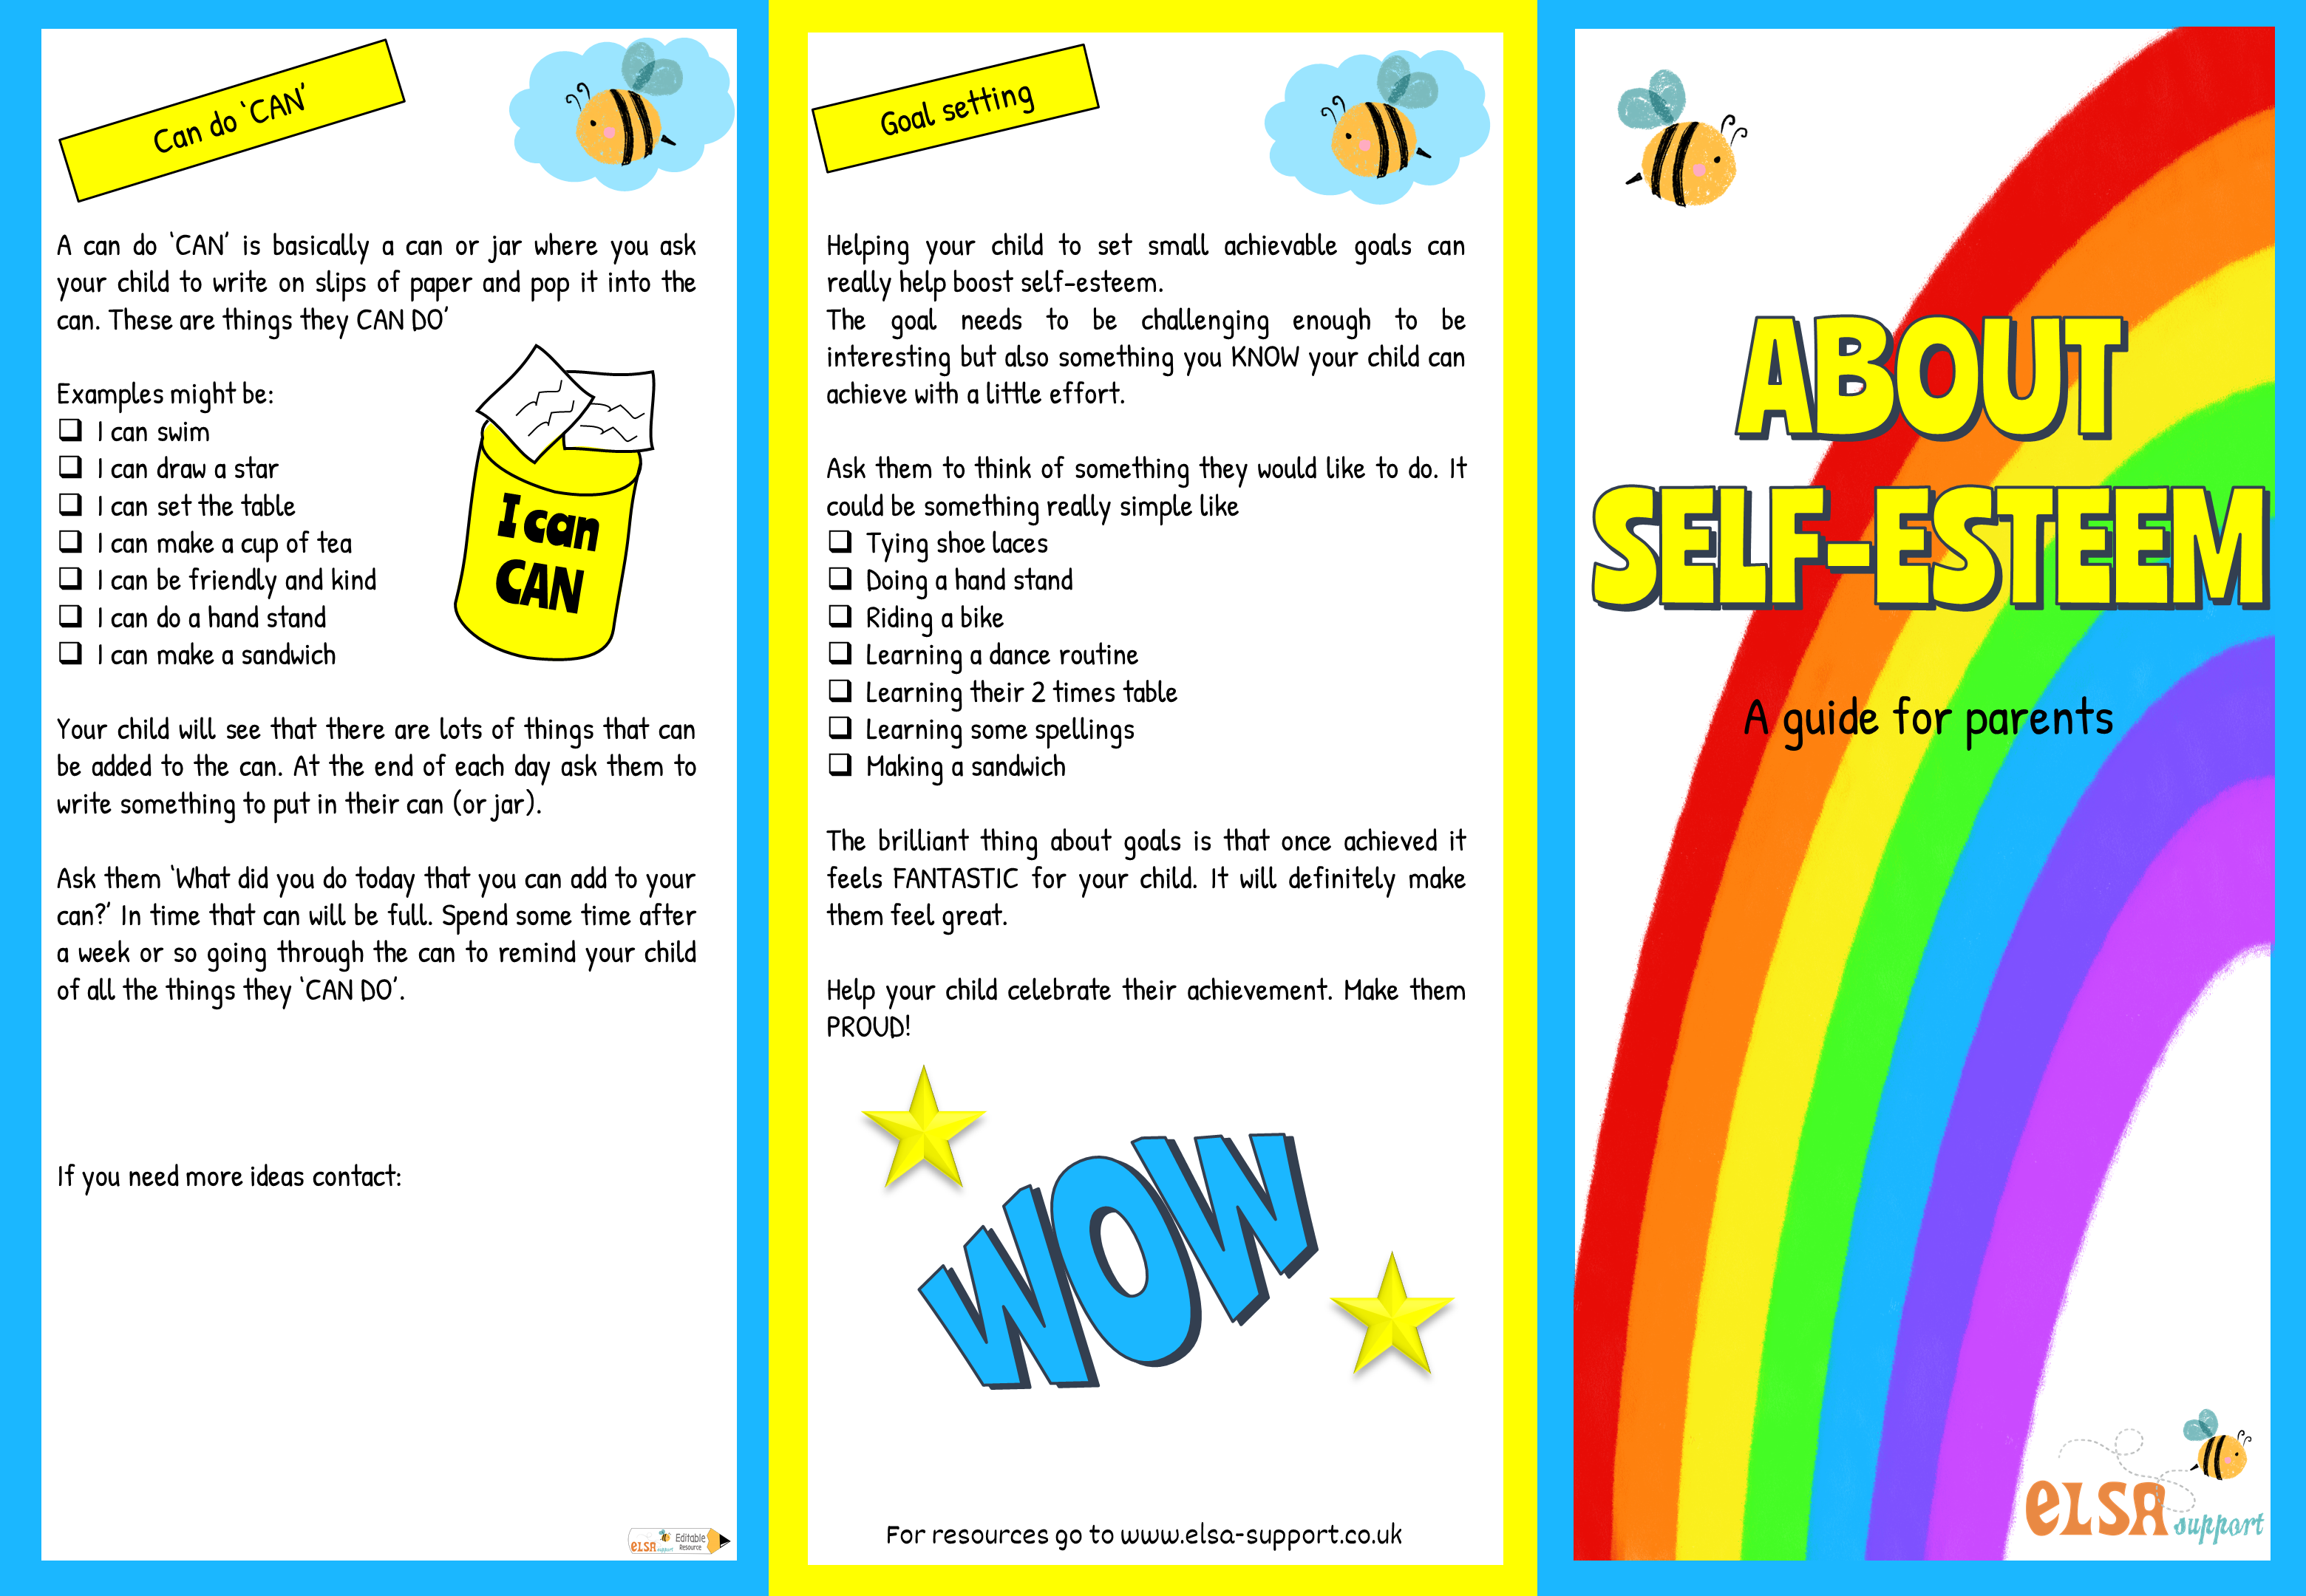 Can do ‘CAN’
A can do ‘CAN’ is basically a can or jar where you ask
your child to write on slips of paper and pop it into the
can. These are things they CAN DO’
Examples might be:
❑ I can swim
❑ I can draw a star
❑ I can set the table
❑ I can make a cup of tea
❑ I can be friendly and kind
❑ I can do a hand stand
❑ I can make a sandwich
I can
CAN
Your child will see that there are lots of things that can
be added to the can. At the end of each day ask them to
write something to put in their can (or jar).
Ask them ‘What did you do today that you can add to your
can?’ In time that can will be full. Spend some time after
a week or so going through the can to remind your child
of all the things they ‘CAN DO’.
If you need more ideas contact:
eLSA support
Editable
Resource
Goal setting
Helping your child to set small achievable goals can
really help boost self-esteem.
The goal needs to be challenging enough to be
interesting but also something you KNOW your child can
achieve with a little effort.
Ask them to think of something they would like to do. It
could be something really simple like
❑ Tying shoe laces
❑ Doing a hand stand
❑ Riding a bike
❑ Learning a dance routine
❑ Learning their 2 times table
❑ Learning some spellings
❑ Making a sandwich
The brilliant thing about goals is that once achieved it
feels FANTASTIC for your child. It will definitely make
them feel great.
Help your child celebrate their achievement. Make them
PROUD!
WOW
For resources go to www.elsa-support.co.uk
ABOUT
SELF-ESTEEM
A guide for parents
eLSA support